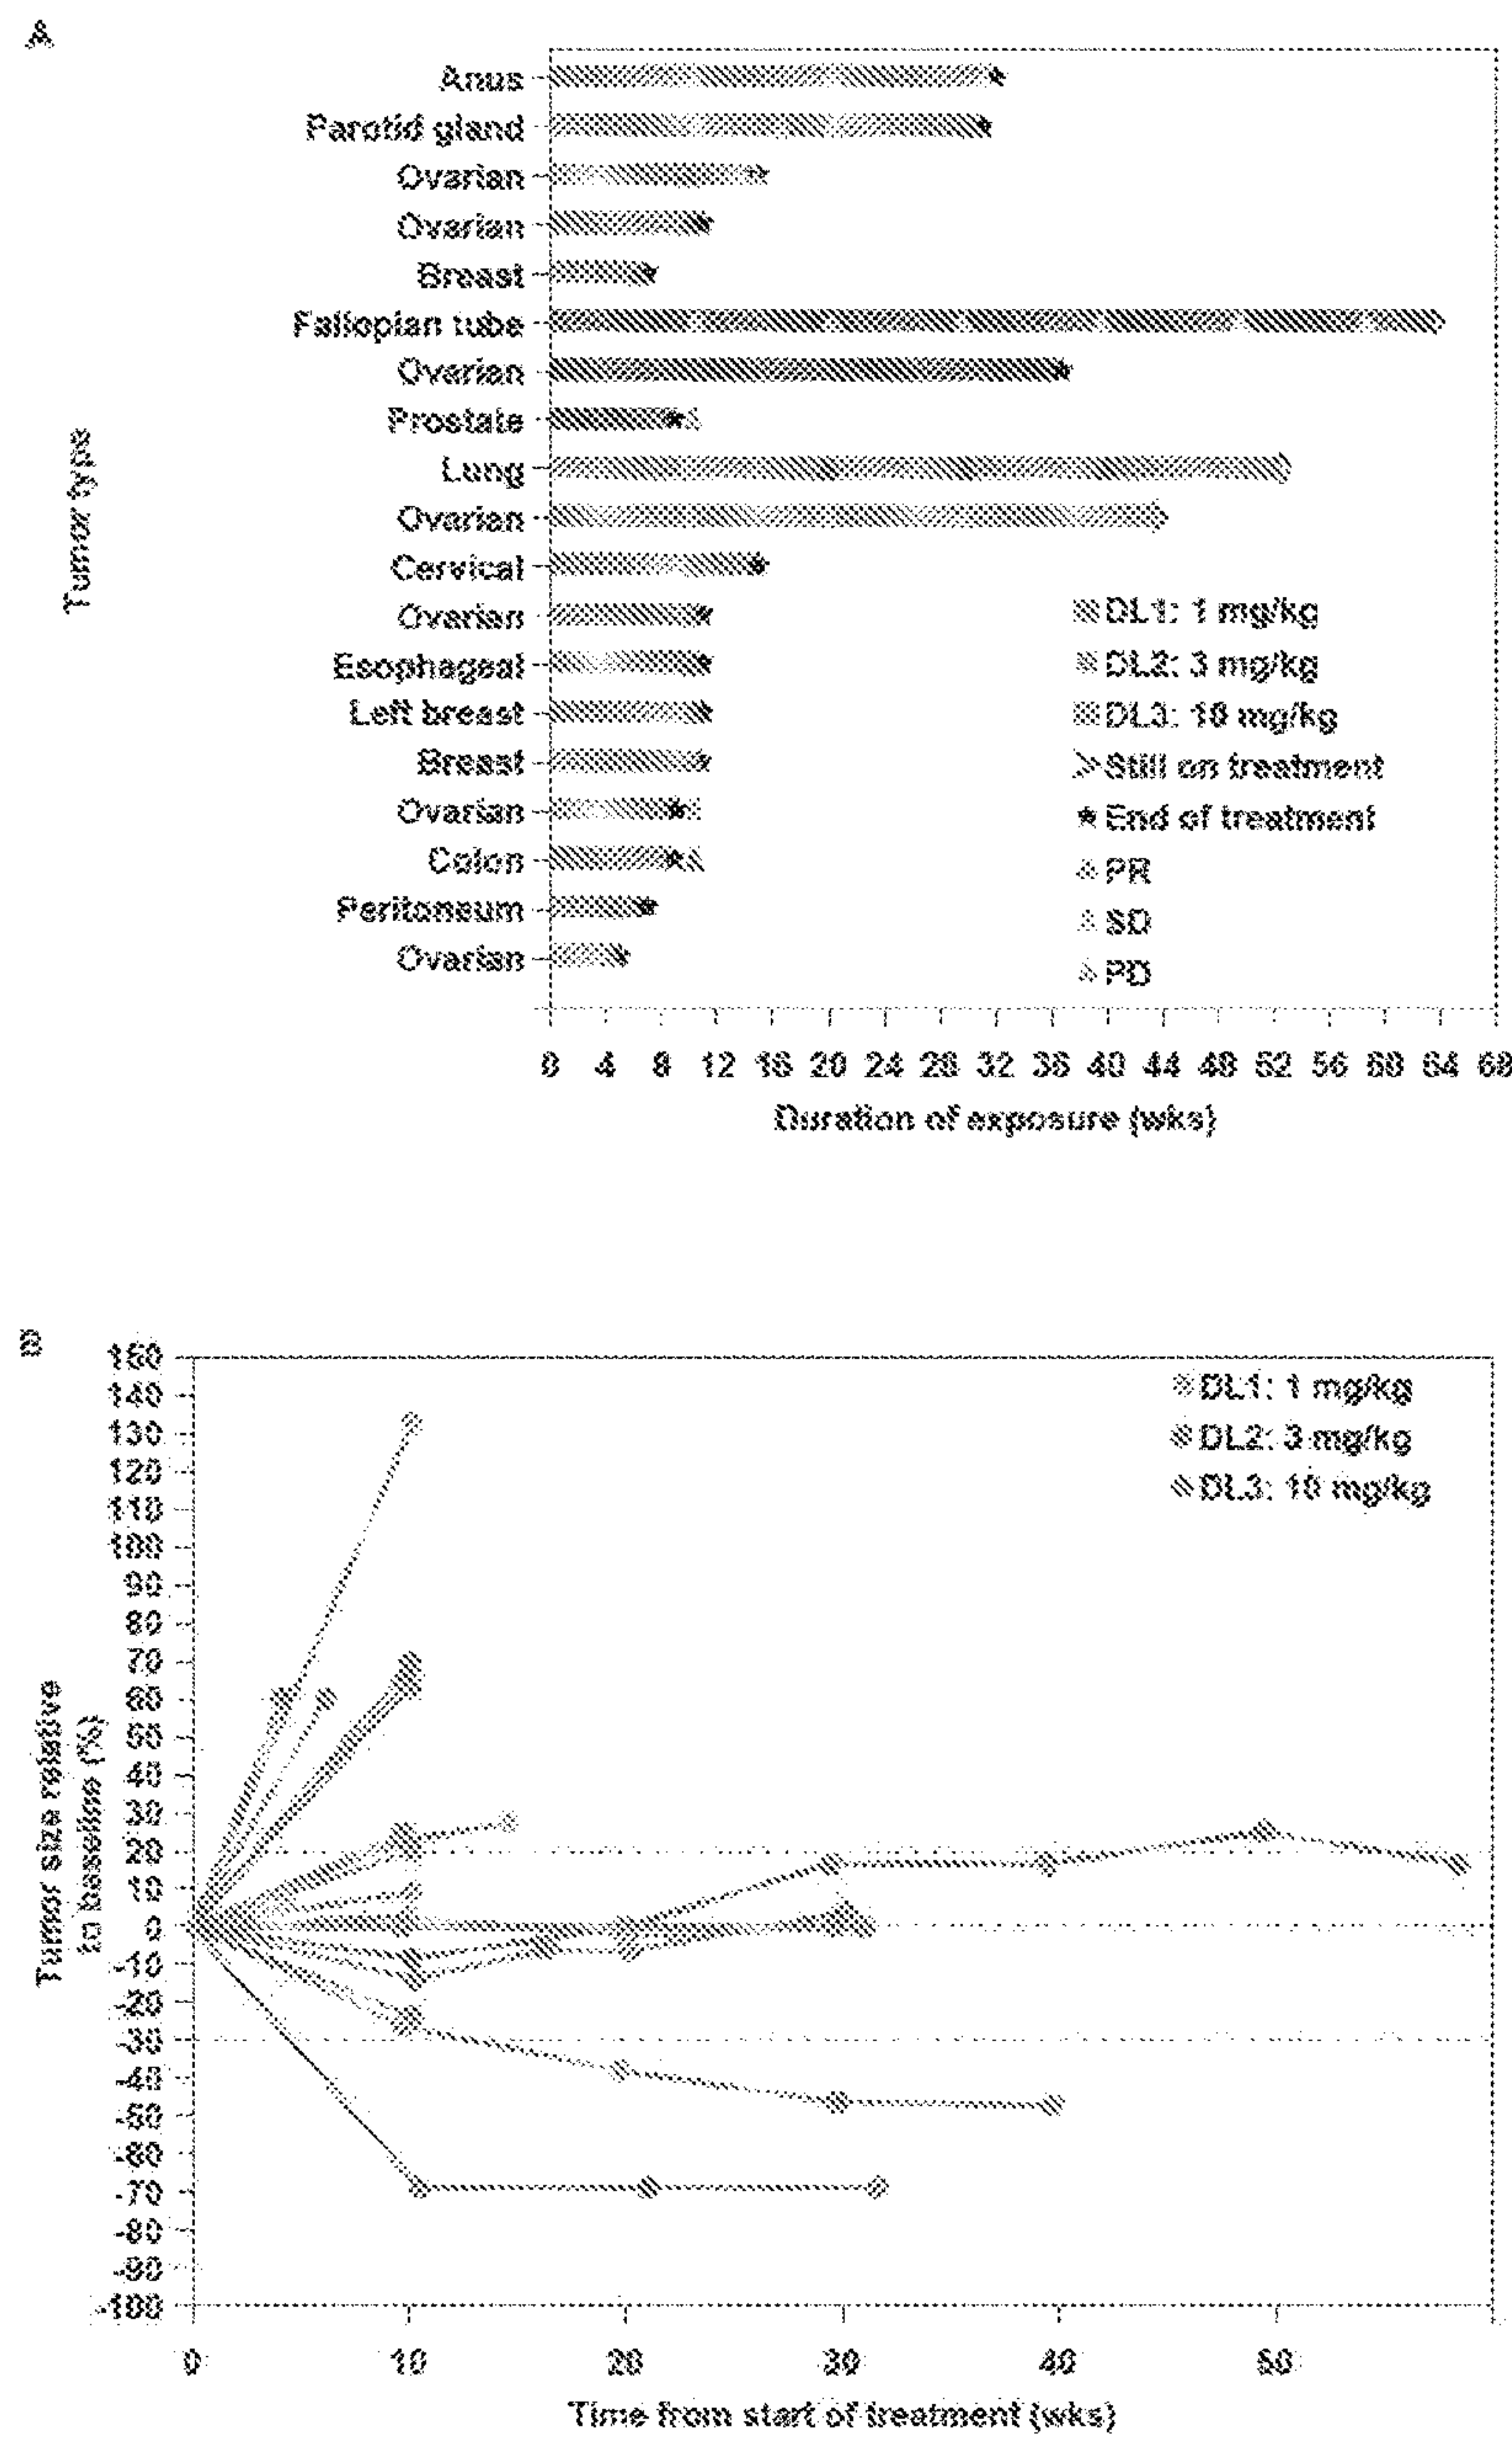 A
Anus
Parotid gland
Ovarian
Ovarian
Breast
Fallopian tube
Ovarian
Prostate
Lung
Ovarian
Cervical
Ovarian
Esophageal
Left breast
Breast
Ovarian
Colon
Peritoneum
Ovarian
Tumor type
DL1: 1 mg/kg
DL2: 3 mg/kg
DL3: 10 mg/kg
Still on treatment
End of treatment
PR
SD
PD
0 4 8 12 16 20 24 28 32 36 40 44 48 52 56 60 64 68
Duration of exposure (wks)
B
150
140
130
120
110
100
90
80
70
60
50
40
30
20
10
0
-10
-20
-30
-40
-50
-60
-70
-80
-90
-100
Tumor size relative
to baseline (%)
DL1: 1 mg/kg
DL2: 3 mg/kg
DL3: 10 mg/kg
0 10 20 30 40 50
Time from start of treatment (wks)